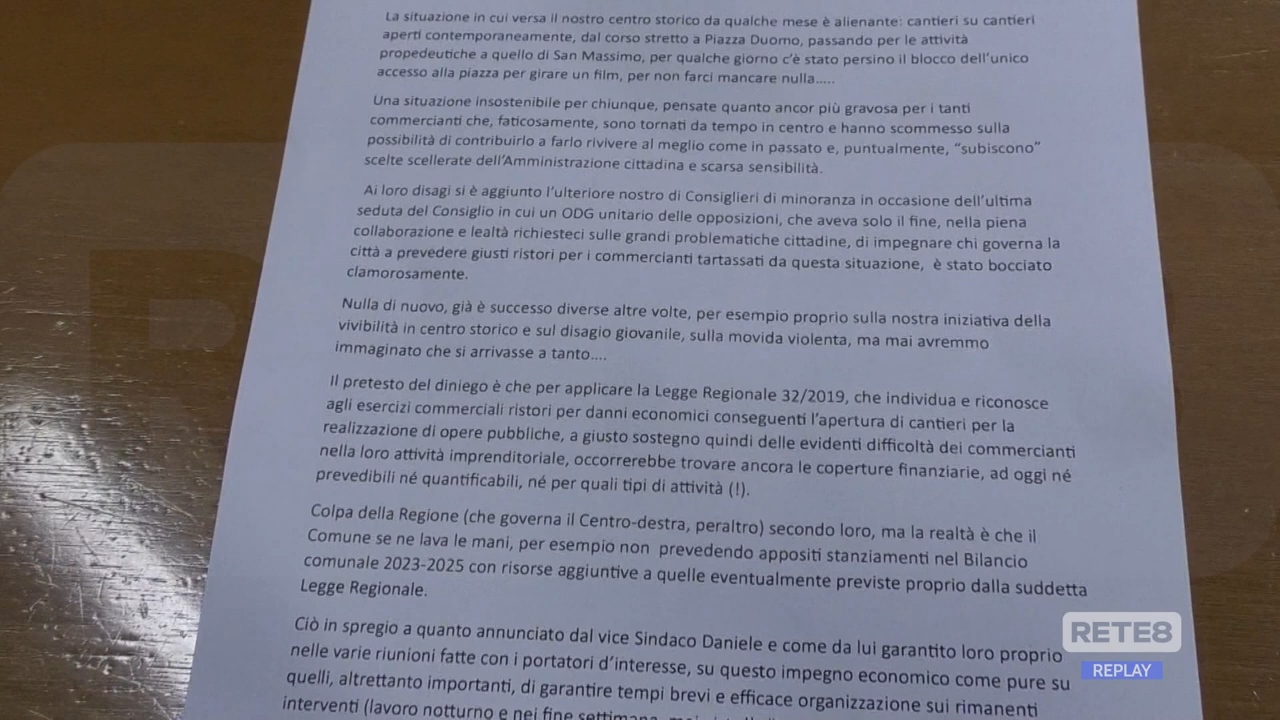 La situazione in cui versa il nostro centro storico da qualche mese è alienante: cantieri su cantieri
aperti contemporaneamente, dal corso stretto a Piazza Duomo, passando per le attività
propedeutiche a quello di San Massimo, per qualche giorno c'è stato persino il blocco dell'unico
accesso alla piazza per girare un film, per non farci mancare nulla.....
Una situazione insostenibile per chiunque, pensate quanto ancor più gravosa per i tanti
commercianti che, faticosamente, sono tornati da tempo in centro e hanno scommesso sulla
possibilità di contribuirlo a farlo rivivere al meglio come in passato e, puntualmente, “subiscono”
scelte scellerate dell'Amministrazione cittadina e scarsa sensibilità.
Ai loro disagi si è aggiunto l'ulteriore nostro di Consiglieri di minoranza in occasione dell'ultima
seduta del Consiglio in cui un ODG unitario delle opposizioni, che aveva solo il fine, nella piena
collaborazione e lealtà richiesteci sulle grandi problematiche cittadine, di impegnare chi governa la
città a prevedere giusti ristori per i commercianti tartassati da questa situazione, è stato bocciato
clamorosamente.
Nulla di nuovo, già è successo diverse altre volte, per esempio proprio sulla nostra iniziativa della
vivibilità in centro storico e sul disagio giovanile, sulla movida violenta, ma mai avremmo
immaginato che si arrivasse a tanto....
Il pretesto del diniego è che per applicare la Legge Regionale 32/2019, che individua e riconosce
agli esercizi commerciali ristori per danni economici conseguenti l'apertura di cantieri per la
realizzazione di opere pubbliche, a giusto sostegno quindi delle evidenti difficoltà dei commercianti
nella loro attività imprenditoriale, occorrerebbe trovare ancora le coperture finanziarie, ad oggi né
prevedibili né quantificabili, né per quali tipi di attività (!).
Colpa della Regione (che governa il Centro-destra, peraltro) secondo loro, ma la realtà è che il
Comune se ne lava le mani, per esempio non prevedendo appositi stanziamenti nel Bilancio
comunale 2023-2025 con risorse aggiuntive a quelle eventualmente previste proprio dalla suddetta
Legge Regionale.
Ciò in spregio a quanto annunciato dal vice Sindaco Daniele e come da lui garantito loro proprio
nelle varie riunioni fatte con i portatori d'interesse, su questo impegno economico come pure su
quelli, altrettanto importanti, di garantire tempi brevi e efficace organizzazione sui rimanenti
interventi (lavoro notturno e nei fine settimana,
RETE8
REPLAY